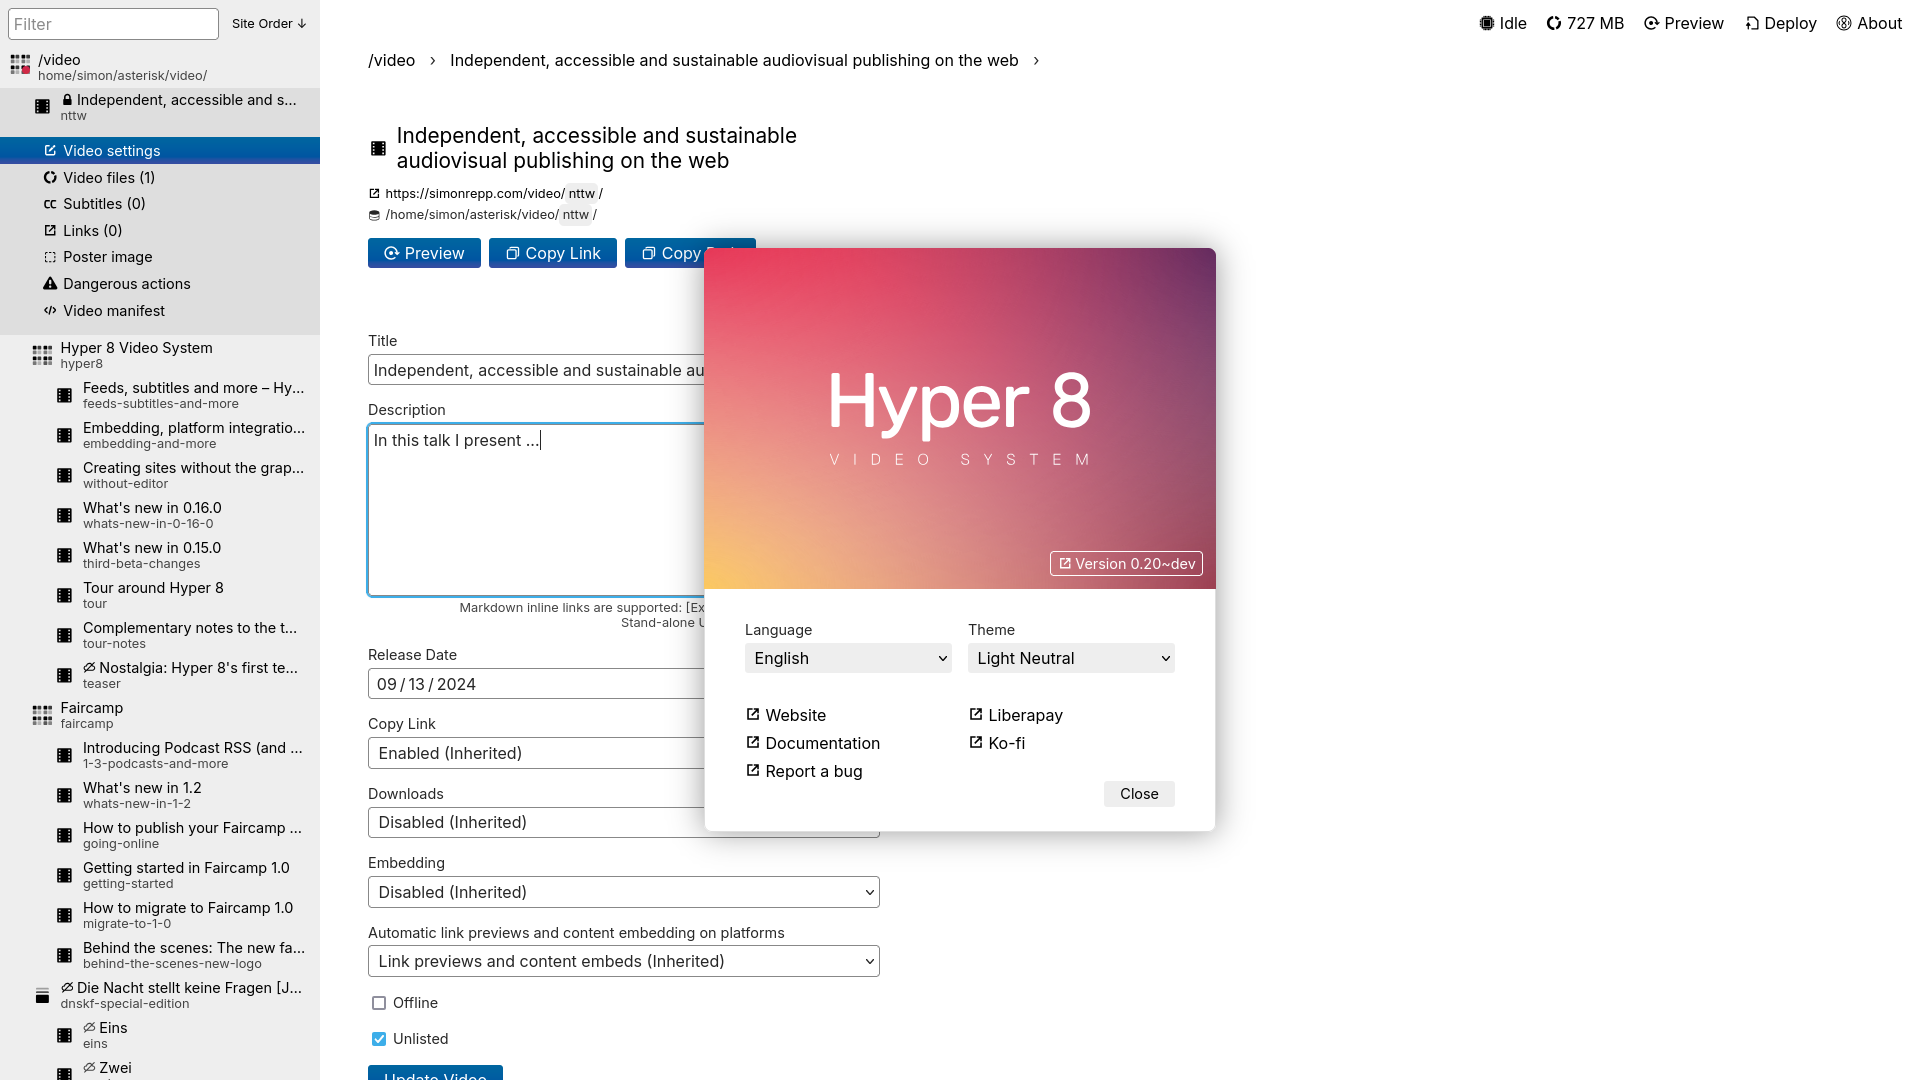 Filter
Site Order ↓
Idle
727 MB
Preview
Deploy
About
/video
home/simon/asterisk/video/
Independent, accessible and s...
nttw
Video settings
Video files (1)
Subtitles (0)
Links (0)
Poster image
Dangerous actions
Video manifest
Hyper 8 Video System
hyper8
Feeds, subtitles and more – Hy...
feeds-subtitles-and-more
Embedding, platform integratio...
embedding-and-more
Creating sites without the grap...
without-editor
What's new in 0.16.0
whats-new-in-0-16-0
What's new in 0.15.0
third-beta-changes
Tour around Hyper 8
tour
Complementary notes to the t...
tour-notes
Nostalgia: Hyper 8's first te...
teaser
Faircamp
faircamp
Introducing Podcast RSS (and ...
1-3-podcasts-and-more
What's new in 1.2
whats-new-in-1-2
How to publish your Faircamp ...
going-online
Getting started in Faircamp 1.0
getting-started
How to migrate to Faircamp 1.0
migrate-to-1-0
Behind the scenes: The new fa...
behind-the-scenes-new-logo
Die Nacht stellt keine Fragen [J...
dnskf-special-edition
Eins
eins
Zwei
/video › Independent, accessible and sustainable audiovisual publishing on the web ›
Independent, accessible and sustainable
audiovisual publishing on the web
https://simonrepp.com/video/ nttw /
/home/simon/asterisk/video/ nttw /
Preview
Copy Link
Copy
Title
Independent, accessible and sustainable au
Description
In this talk I present ...
Markdown inline links are supported: [Ex
Stand-alone U
Release Date
09 / 13 / 2024
Copy Link
Enabled (Inherited)
Downloads
Disabled (Inherited)
Embedding
Disabled (Inherited)
Automatic link previews and content embedding on platforms
Link previews and content embeds (Inherited)
Offline
Unlisted
Update Video
Hyper 8
VIDEO SYSTEM
Version 0.20~dev
Language
English
Theme
Light Neutral
Website
Documentation
Report a bug
Liberapay
Ko-fi
Close